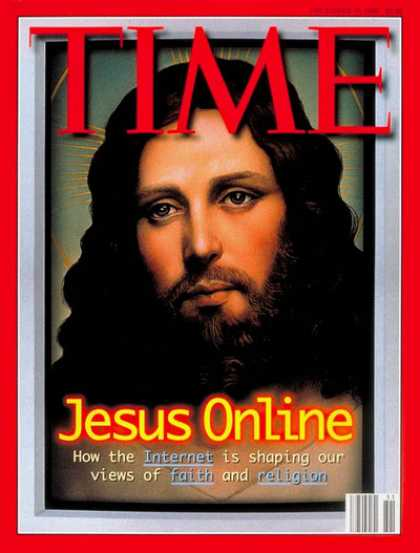 TIME
Jesus Online
How the Internet is shaping our
views of faith and religion